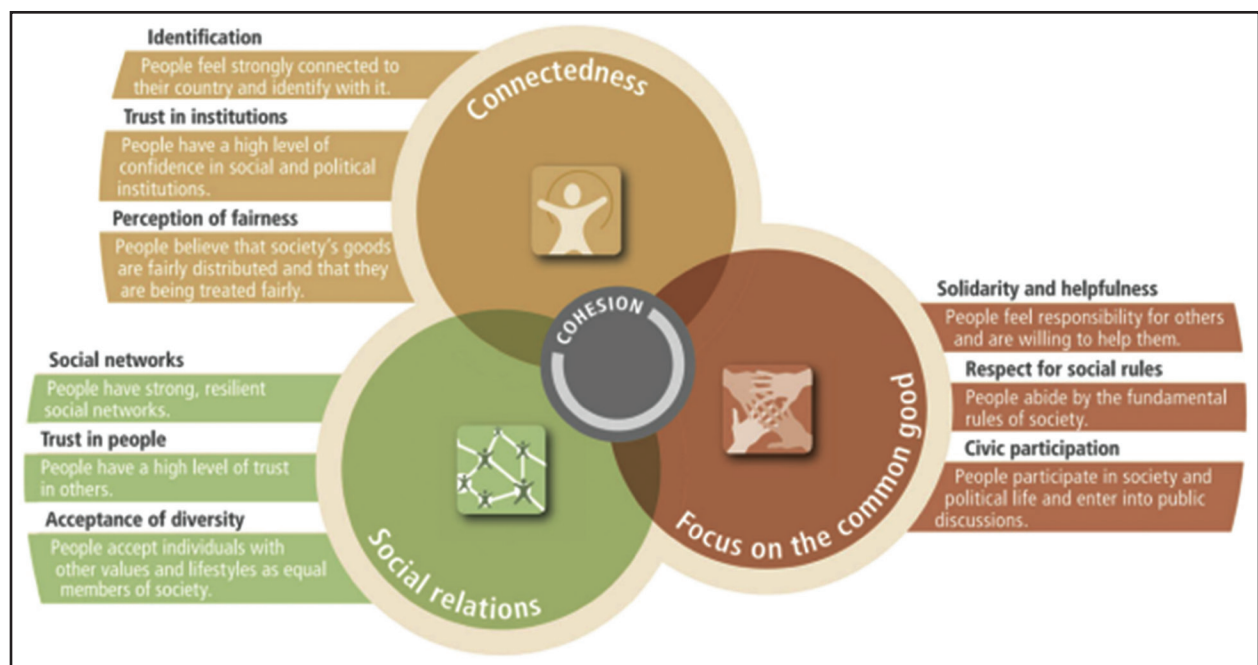 Identification
People feel strongly connected to
their country and identify with it.
Trust in institutions
People have a high level of
confidence in social and political
institutions.
Perception of fairness
People believe that society's goods
are fairly distributed and that they
are being treated fairly.
Connectedness
COHESION
Social networks
People have strong, resilient
social networks.
Trust in people
People have a high level of trust
in others.
Acceptance of diversity
People accept individuals with
other values and lifestyles as equal
members of society.
Social relations
Solidarity and helpfulness
People feel responsibility for others
and are willing to help them.
Respect for social rules
People abide by the fundamental
rules of society.
Civic participation
People participate in society and
political life and enter into public
discussions.
Focus on the common good